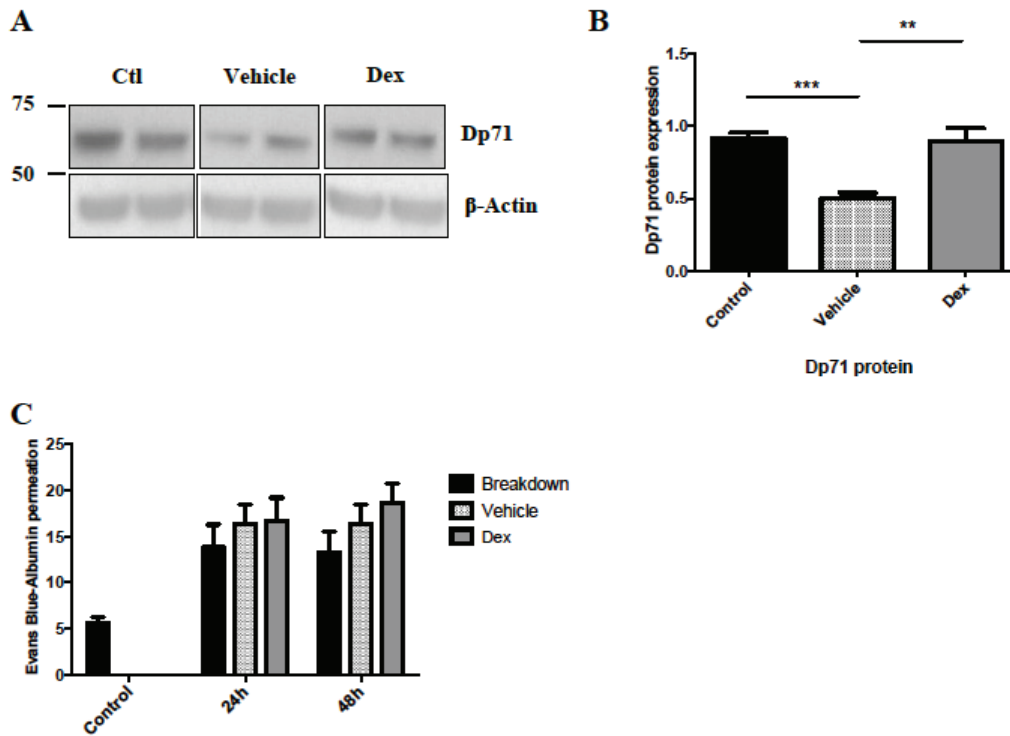 A
Ctl Vehicle Dex
75
Dp71
50
β-Actin
B
Dp71 protein expression
1.5
1.0
0.5
0.0
***
**
Control
Vehicle
Dex
Dp71 protein
C
Evans Blue-Albumin permeation
25
20
15
10
5
0
Control
24h
48h
Breakdown
Vehicle
Dex